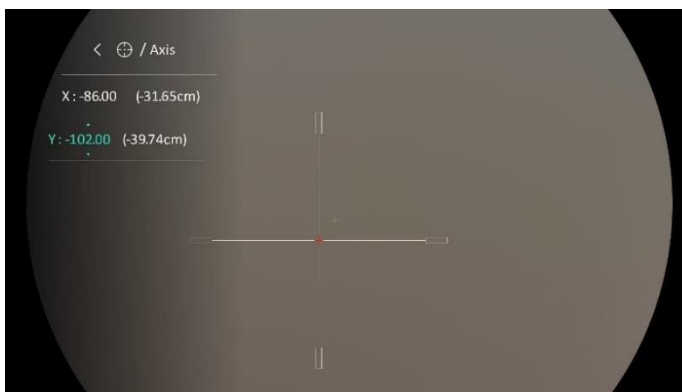 < / Axis
X : -86.00 (-31.65cm)
Y : -102.00 (-39.74cm)